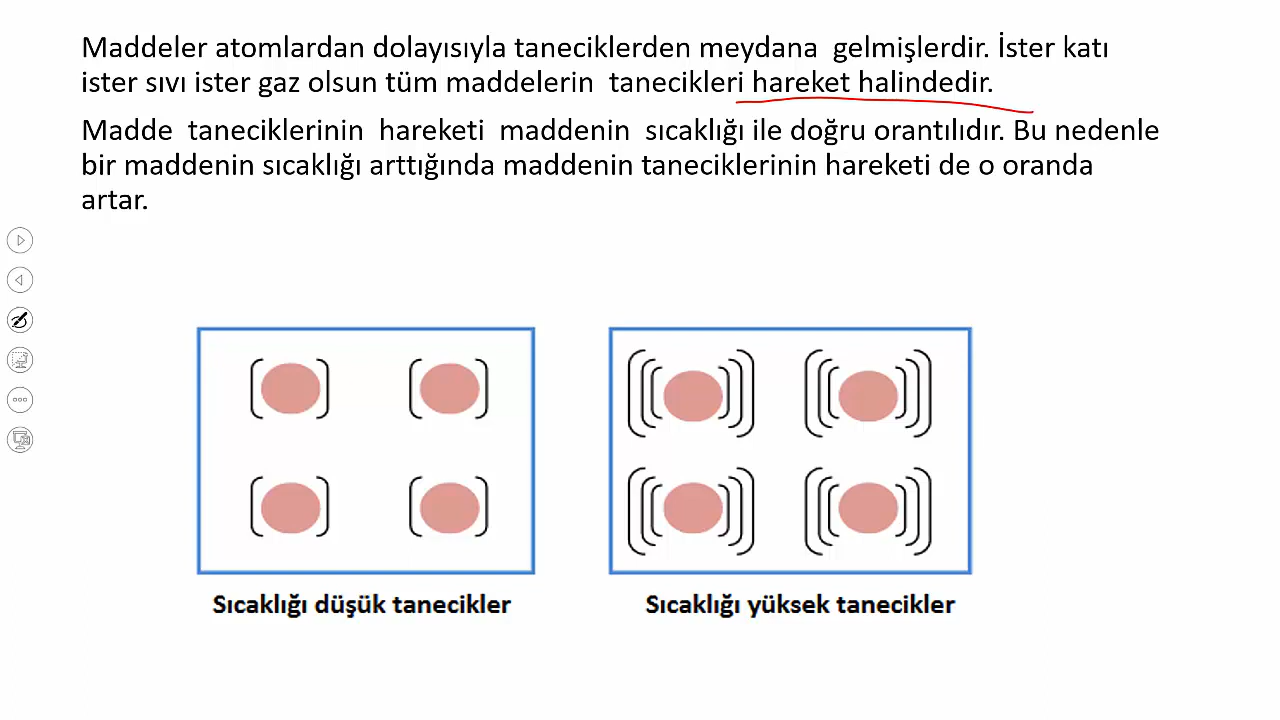 Maddeler atomlardan dolayısıyla taneciklerden meydana gelmişlerdir. İster katı
ister sıvı ister gaz olsun tüm maddelerin tanecikleri hareket halindedir.
Madde taneciklerinin hareketi maddenin sıcaklığı ile doğru orantılıdır. Bu nedenle
bir maddenin sıcaklığı arttığında maddenin taneciklerinin hareketi de o oranda
artar.
Sıcaklığı düşük tanecikler
Sıcaklığı yüksek tanecikler